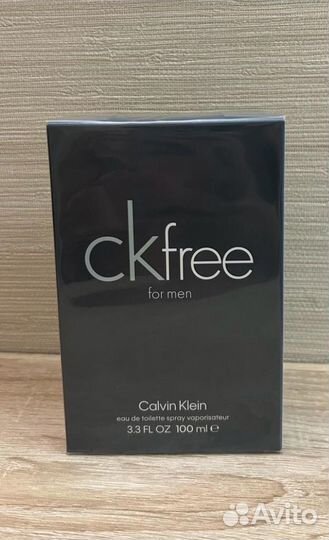 ckfree
for men
Calvin Klein
eau de toilette spray vaporisateur
3.3 FL OZ 100 ml ℮
Avito